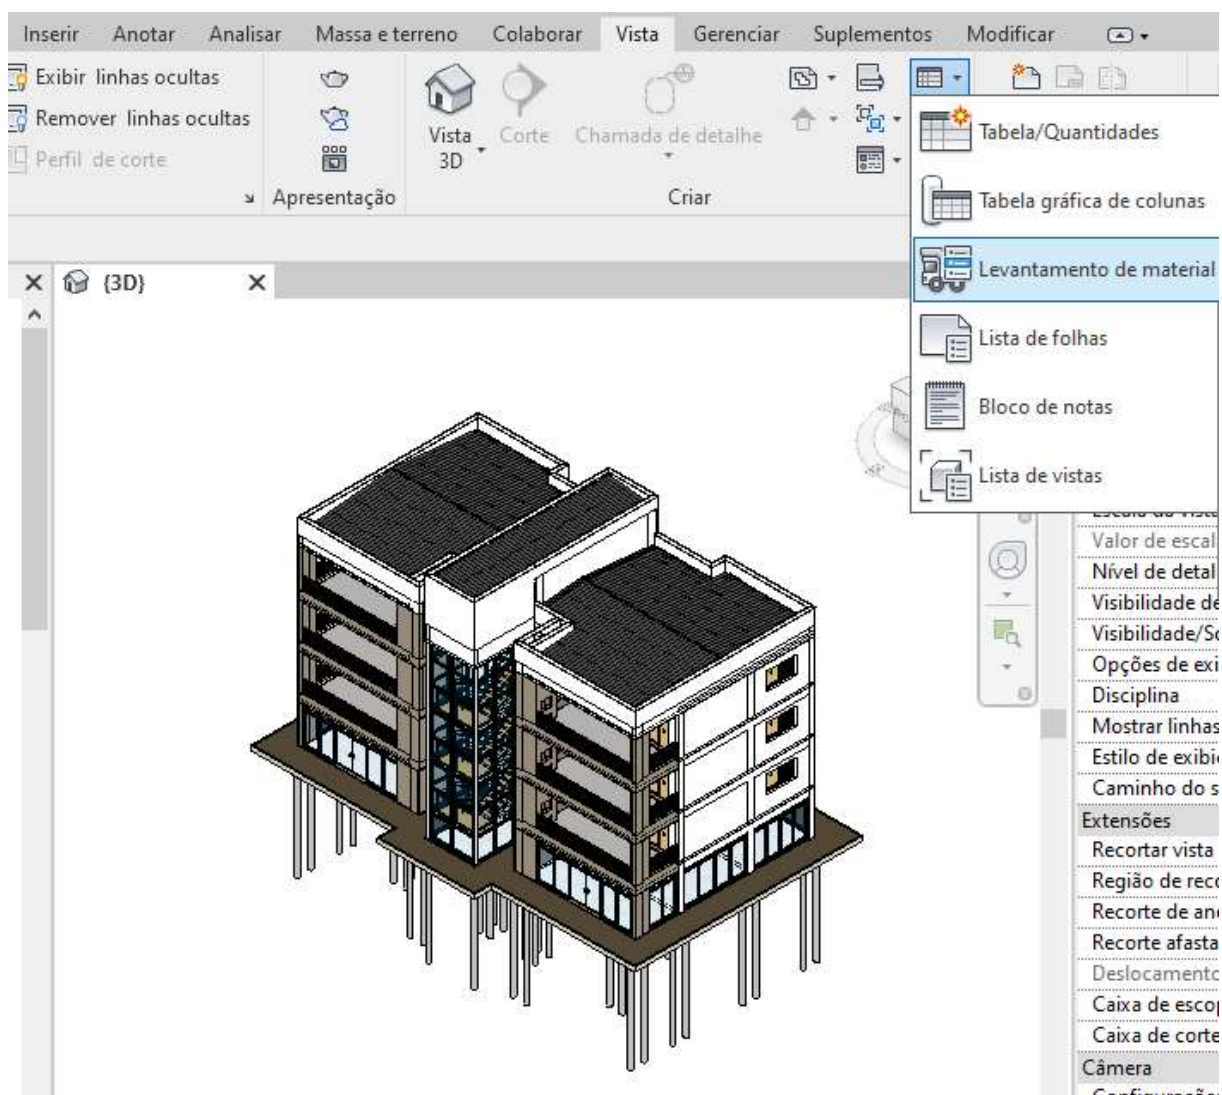 Inserir Anotar Analisar Massa e terreno Colaborar Vista Gerenciar Suplementos Modificar
Exibir linhas ocultas
Remover linhas ocultas
Perfil de corte
Vista
3D
Corte
Chamada de detalhe
Apresentação
Criar
Tabela/Quantidades
Tabela gráfica de colunas
Levantamento de material
Lista de folhas
Bloco de notas
Lista de vistas
{3D}
Valor de escal
Nível de detal
Visibilidade de
Visibilidade/So
Opções de exi
Disciplina
Mostrar linhas
Estilo de exibi
Caminho do s
Extensões
Recortar vista
Região de reco
Recorte de an
Recorte afasta
Deslocamento
Caixa de escop
Caixa de corte
Câmera